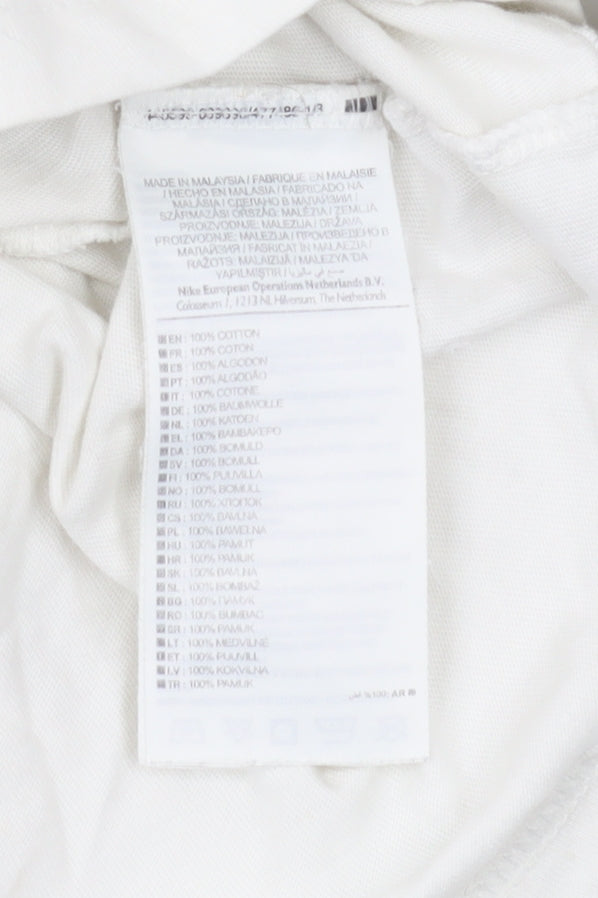 MADE IN MALAYSIA / FABRIQUE EN MALAISIE
/ HECHO EN MALASIA / FABRICADO NA
MALÁSIA / СДЕЛАНО В МАЛАЙЗИИ /
SZÁRMAZÁSI ORSZÁG: MALÉZIA / ZEMLJA
PROIZVODNJE: MALEZIJA / DRŽAVA
PROIZVODNJE: MALEZIJA / ПРОИЗВЕДЕНО В
МАЛАЙЗИЯ / FABRICAT ÎN MALAEZIA /
RAŽOTS: MALAIZIJĀ / MALEZYA'DA
YAPILMIŞTIR / صنع في ماليزيا
Nike European Operations Netherlands B.V.
Colosseum 1, 1213 NL Hilversum, The Netherlands
EN : 100% COTTON
FR : 100% COTON
ES : 100% ALGODON
PT : 100% ALGODÃO
IT : 100% COTONE
DE : 100% BAUMWOLLE
NL : 100% KATOEN
EL : 100% ΒΑΜΒΑΚΕΡΟ
DA : 100% BOMULD
SV : 100% BOMULL
FI : 100% PUUVILLA
NO : 100% BOMULL
RU : 100% ХЛОПОК
CS : 100% BAVLNA
PL : 100% BAWEŁNA
HU : 100% PAMUT
HR : 100% PAMUK
SK : 100% BAVLNA
SL : 100% BOMBAŽ
BG : 100% ПАМУК
RO : 100% BUMBAC
SR : 100% PAMUK
LT : 100% MEDVILNĖ
ET : 100% PUUVILL
LV : 100% KOKVILNA
TR : 100% PAMUK
AR :100%